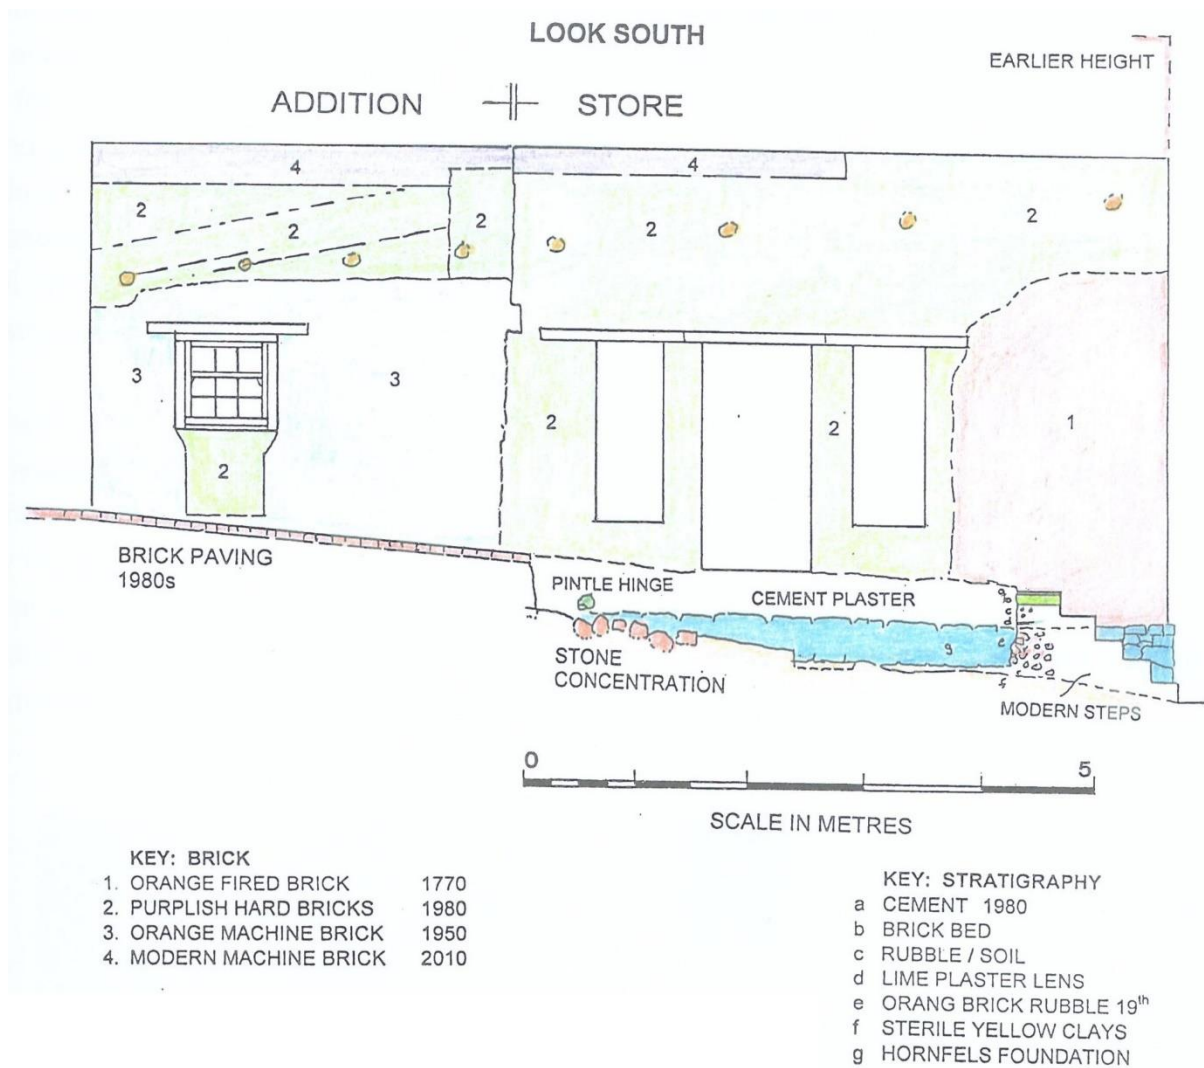 LOOK SOUTH
EARLIER HEIGHT
ADDITION STORE
4 4
2 2 2 2 2
3 3 2 2 1
2
BRICK PAVING
1980s
PINTLE HINGE
CEMENT PLASTER
g e
STONE
CONCENTRATION
f
MODERN STEPS
0 5
SCALE IN METRES
KEY: BRICK
1. ORANGE FIRED BRICK 1770
2. PURPLISH HARD BRICKS 1980
3. ORANGE MACHINE BRICK 1950
4. MODERN MACHINE BRICK 2010
KEY: STRATIGRAPHY
a CEMENT 1980
b BRICK BED
c RUBBLE / SOIL
d LIME PLASTER LENS
e ORANG BRICK RUBBLE 19th
f STERILE YELLOW CLAYS
g HORNFELS FOUNDATION